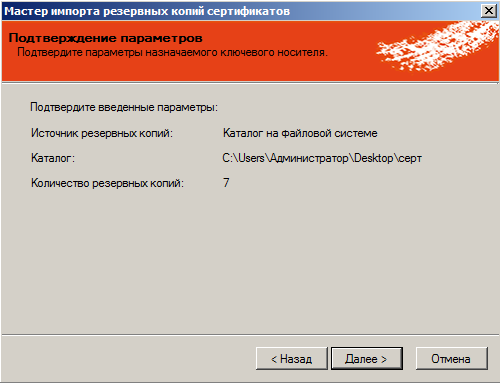 Мастер импорта резервных копий сертификатов
Подтверждение параметров
Подтвердите параметры назначаемого ключевого носителя.
Подтвердите введенные параметры:
Источник резервных копий: Каталог на файловой системе
Каталог: C:\Users\Администратор\Desktop\серт
Количество резервных копий: 7
< Назад Далее > Отмена